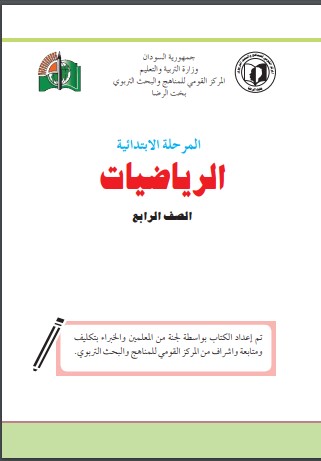 جمهورية السودان
وزارة التربية والتعليم
المركز القومي للمناهج والبحث التربوي
بخت الرضا
المرحلة الابتدائية
الرياضيات
الصف الرابع
تم إعداد الكتاب بواسطة لجنة من المعلمين والخبراء بتكليف
ومتابعة واشراف من المركز القومي للمناهج والبحث التربوي.